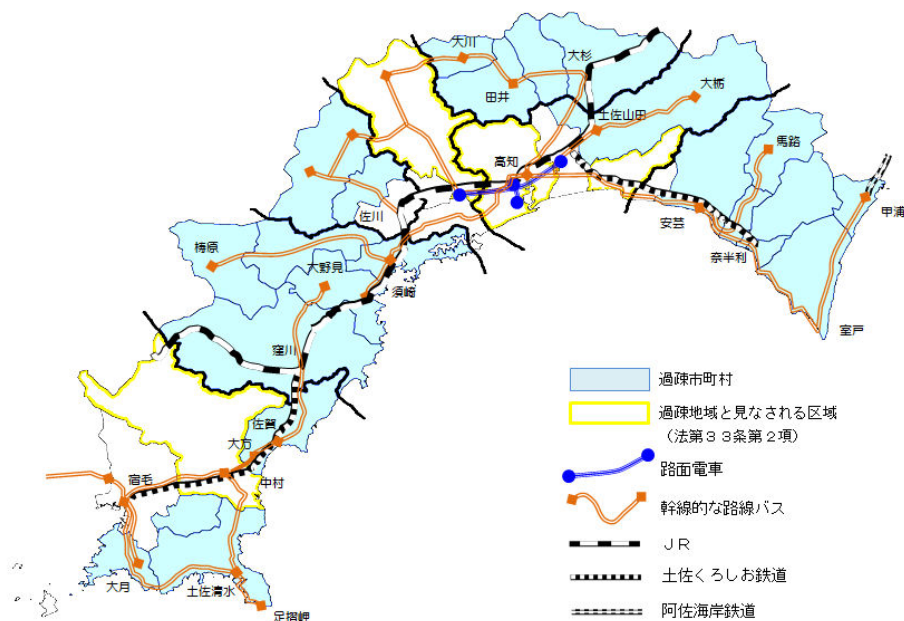 大川
大杉
田井
大栃
土佐山田
馬路
高知
甲浦
佐川
安芸
梼原
奈半利
大野見
須崎
室戸
窪川
過疎市町村
佐賀
過疎地域と見なされる区域
（法第３３条第２項）
大方
路面電車
宿毛
中村
幹線的な路線バス
ＪＲ
大月
土佐清水
土佐くろしお鉄道
足摺岬
阿佐海岸鉄道